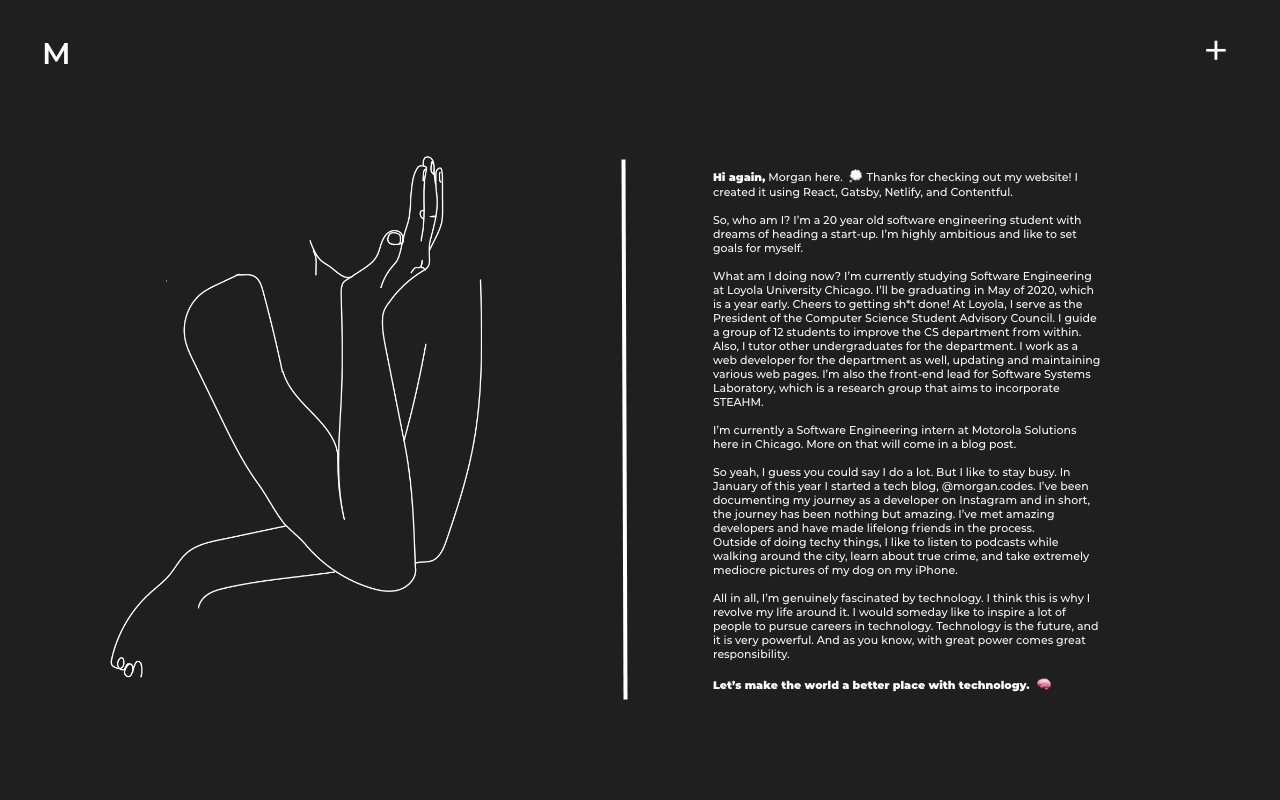 M
+
Hi again, Morgan here. 💭 Thanks for checking out my website! I
created it using React, Gatsby, Netlify, and Contentful.
So, who am I? I'm a 20 year old software engineering student with
dreams of heading a start-up. I'm highly ambitious and like to set
goals for myself.
What am I doing now? I'm currently studying Software Engineering
at Loyola University Chicago. I'll be graduating in May of 2020, which
is a year early. Cheers to getting sh*t done! At Loyola, I serve as the
President of the Computer Science Student Advisory Council. I guide
a group of 12 students to improve the CS department from within.
Also, I tutor other undergraduates for the department. I work as a
web developer for the department as well, updating and maintaining
various web pages. I'm also the front-end lead for Software Systems
Laboratory, which is a research group that aims to incorporate
STEAHM.
I'm currently a Software Engineering intern at Motorola Solutions
here in Chicago. More on that will come in a blog post.
So yeah, I guess you could say I do a lot. But I like to stay busy. In
January of this year I started a tech blog, @morgan.codes. I've been
documenting my journey as a developer on Instagram and in short,
the journey has been nothing but amazing. I've met amazing
developers and have made lifelong friends in the process.
Outside of doing techy things, I like to listen to podcasts while
walking around the city, learn about true crime, and take extremely
mediocre pictures of my dog on my iPhone.
All in all, I'm genuinely fascinated by technology. I think this is why I
revolve my life around it. I would someday like to inspire a lot of
people to pursue careers in technology. Technology is the future, and
it is very powerful. And as you know, with great power comes great
responsibility.
Let's make the world a better place with technology. 🧠